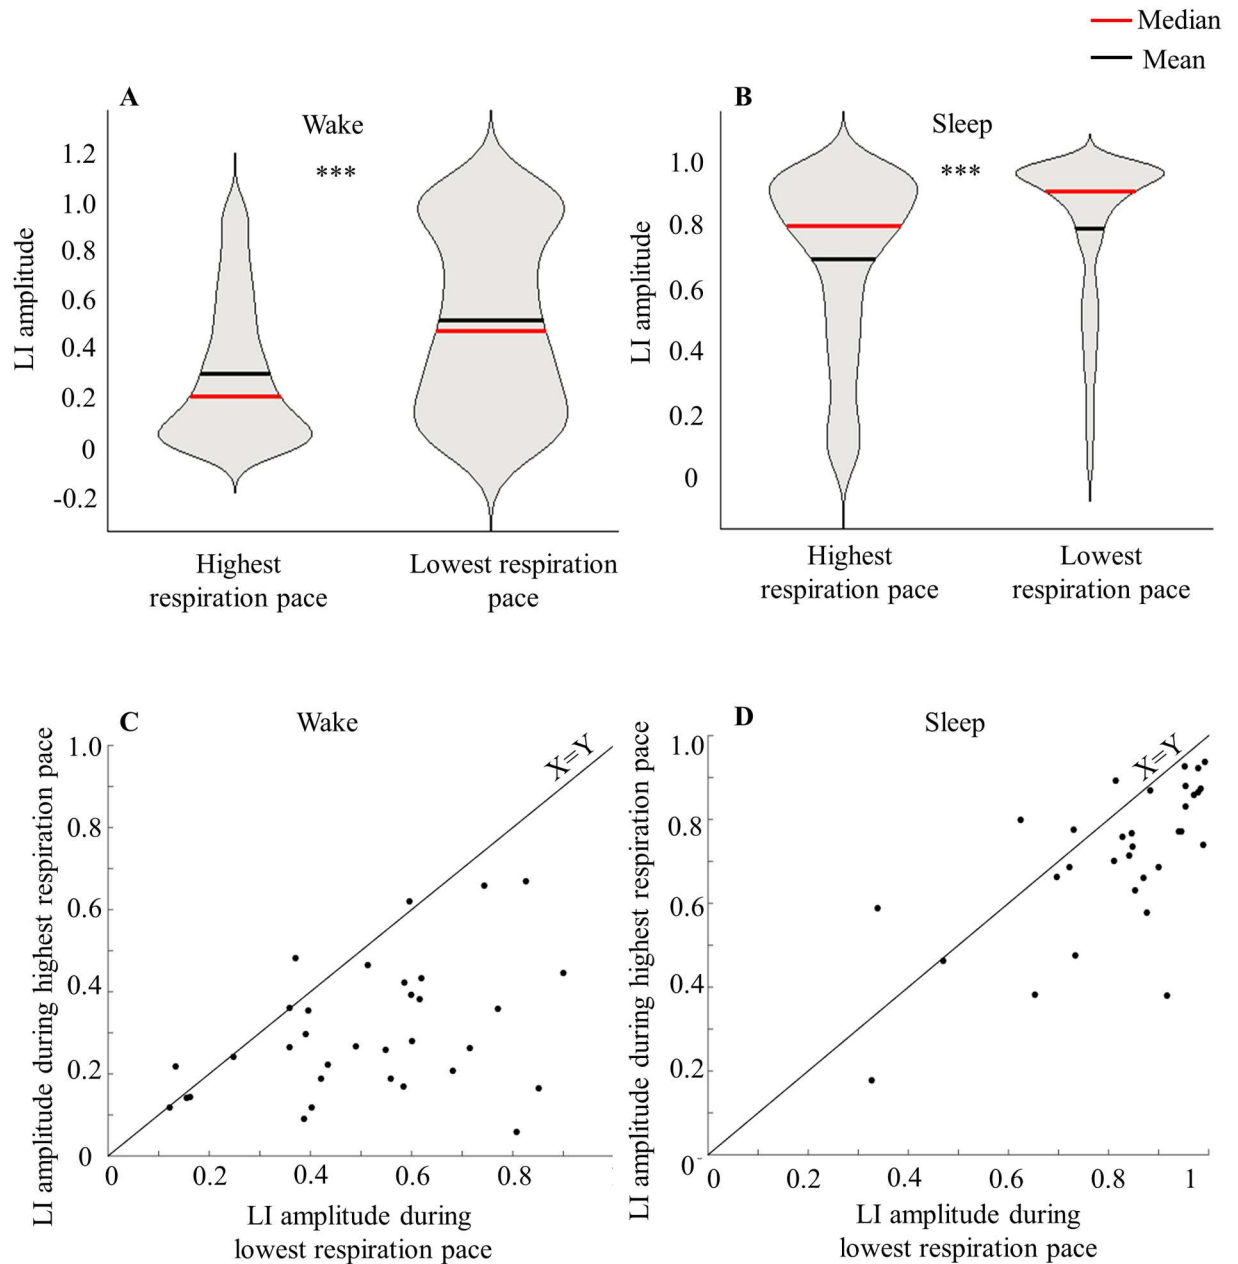 Median
Mean
A
Wake
***
LI amplitude
1.2
1.0
0.8
0.6
0.4
0.2
0
-0.2
Highest
respiration pace
Lowest respiration
pace
B
Sleep
***
LI amplitude
1.0
0.8
0.6
0.4
0.2
0
Highest
respiration pace
Lowest
respiration pace
C
Wake
X=Y
LI amplitude during highest respiration pace
1.0
0.8
0.6
0.4
0.2
0
0 0.2 0.4 0.6 0.8
LI amplitude during
lowest respiration pace
D
Sleep
X=Y
LI amplitude during highest respiration pace
1.0
0.8
0.6
0.4
0.2
0
0 0.2 0.4 0.6 0.8 1
LI amplitude during
lowest respiration pace